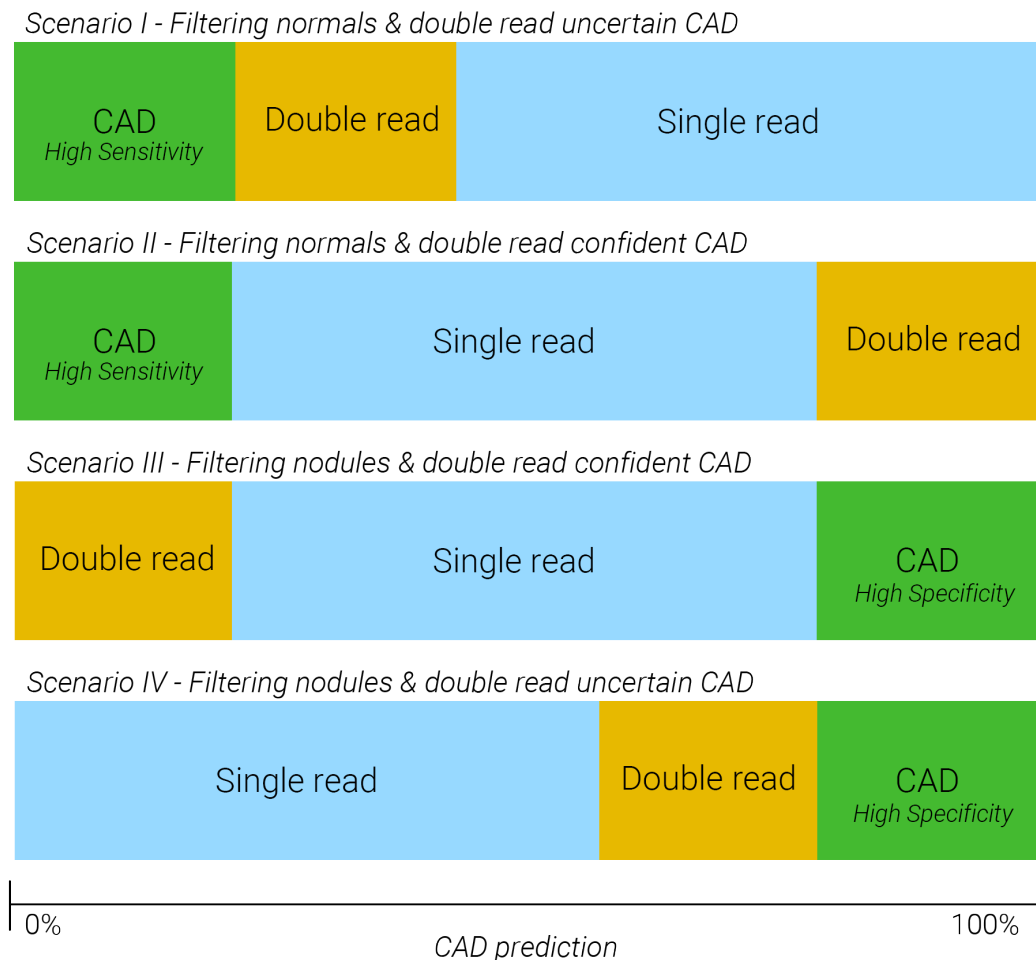 Scenario I - Filtering normals & double read uncertain CAD
CAD
High Sensitivity
Double read
Single read
Scenario II - Filtering normals & double read confident CAD
CAD
High Sensitivity
Single read
Double read
Scenario III - Filtering nodules & double read confident CAD
Double read
Single read
CAD
High Specificity
Scenario IV - Filtering nodules & double read uncertain CAD
Single read
Double read
CAD
High Specificity
0%
100%
CAD prediction